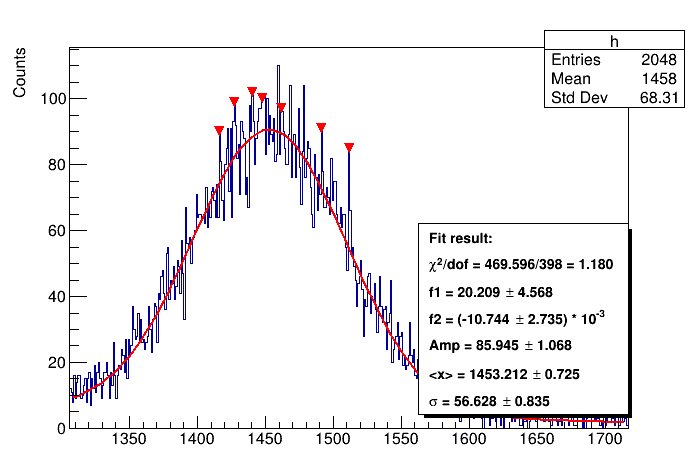 h
Entries 2048
Mean 1458
Std Dev 68.31
Counts
100
80
60
40
20
0
Fit result:
χ²/dof = 469.596/398 = 1.180
f1 = 20.209 ± 4.568
f2 = (-10.744 ± 2.735) * 10⁻³
Amp = 85.945 ± 1.068
<x> = 1453.212 ± 0.725
σ = 56.628 ± 0.835
1350 1400 1450 1500 1550 1600 1650 1700